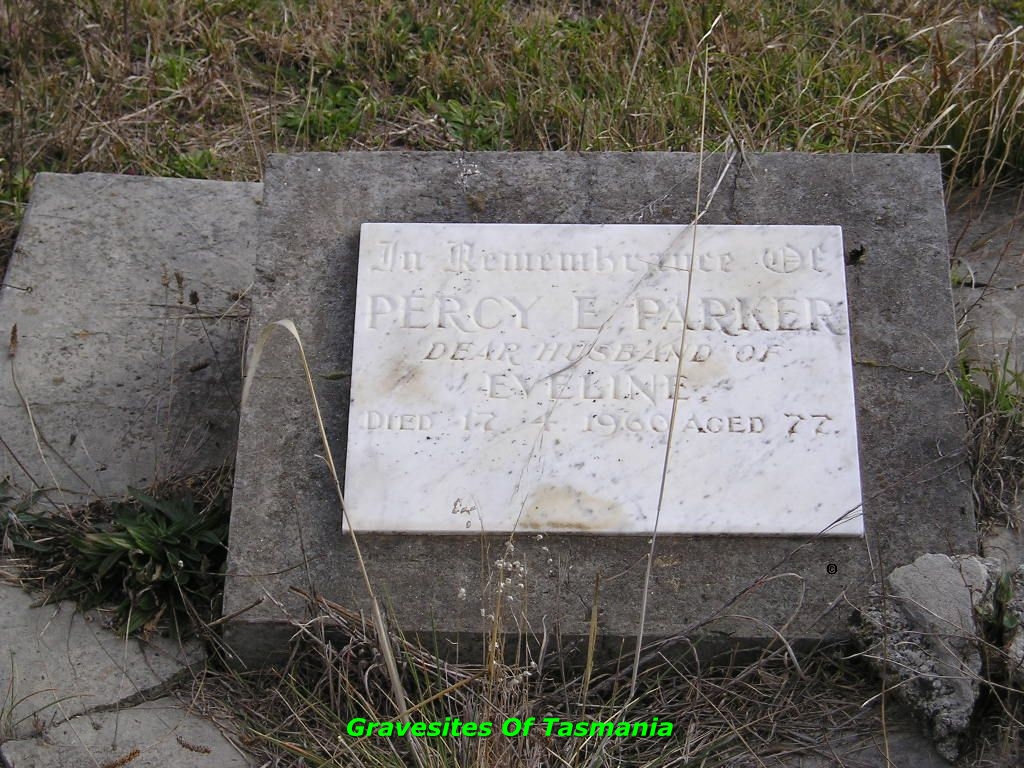 In Remembrance Of
PERCY E PARKER
DEAR HUSBAND OF
EVELINE,
DIED 17. 4. 1960 AGED 77.
©
Gravesites Of Tasmania